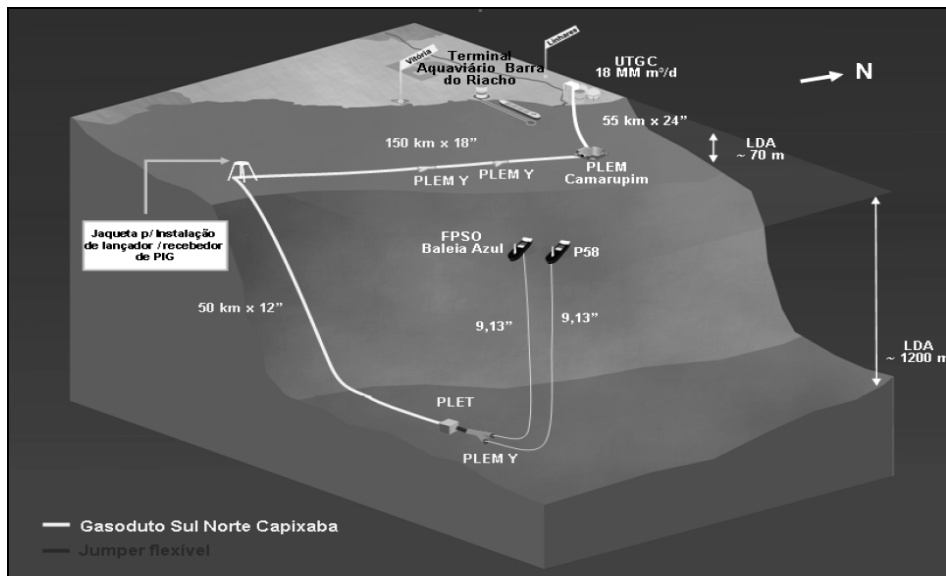 Linhares
Vitória
Terminal
Aquaviário Barra
do Riacho
UTGC
18 MM m³/d
N
55 km x 24"
LDA
~ 70 m
150 km x 18"
PLEM Y
PLEM Y
PLEM
Camarupim
Jaqueta p/ Instalação
de lançador /recebedor
de PIG
FPSO
Baleia Azul
P58
50 km x 12"
9,13"
9,13"
LDA
~ 1200 m
PLET
PLEM Y
Gasoduto Sul Norte Capixaba
Jumper flexível